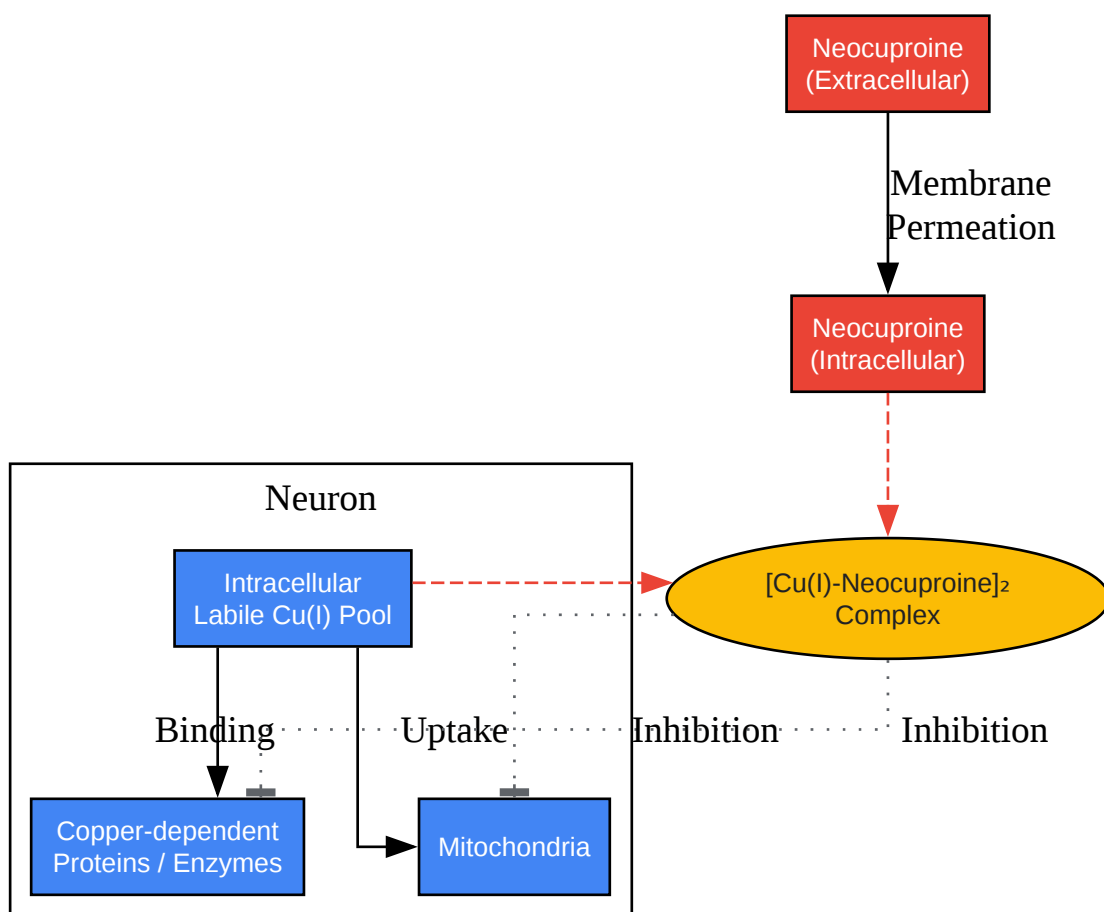 Neocuproine
(Extracellular)
Membrane
Permeation
Neocuproine
(Intracellular)
Neuron
Intracellular
Labile Cu(I) Pool
[Cu(I)-Neocuproine]₂
Complex
Binding
Uptake
Inhibition
Inhibition
Copper-dependent
Proteins / Enzymes
Mitochondria